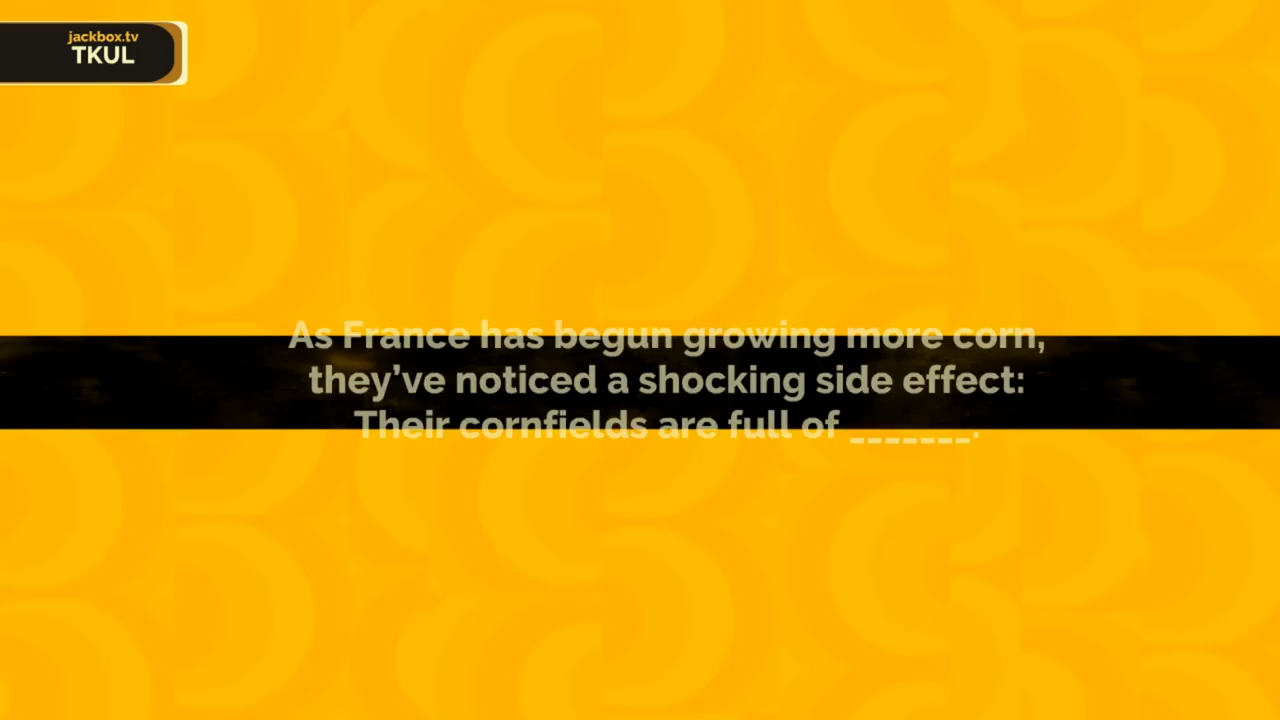 jackbox.tv
TKUL
As France has begun growing more corn,
they’ve noticed a shocking side effect:
Their cornfields are full of _______.